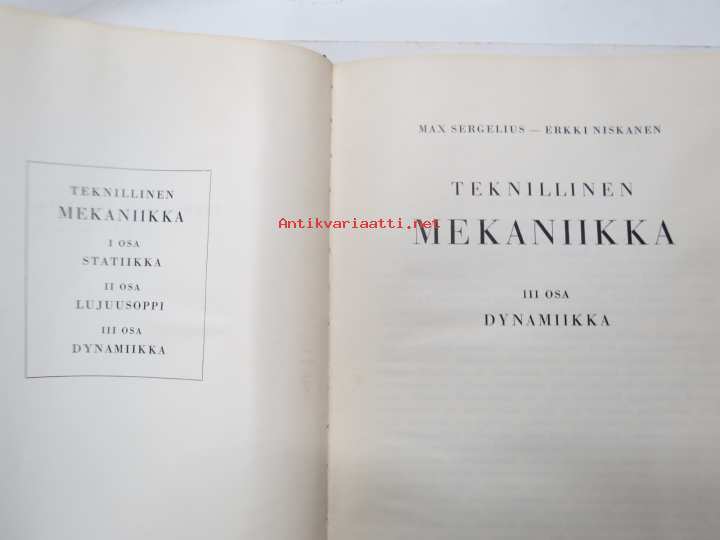 TEKNILLINEN
MEKANIIKKA
I OSA
STATIIKKA
II OSA
LUJUUSOPPI
III OSA
DYNAMIIKKA
MAX SERGELIUS — ERKKI NISKANEN
TEKNILLINEN
MEKANIIKKA
III OSA
DYNAMIIKKA
Antikvariaatti.net